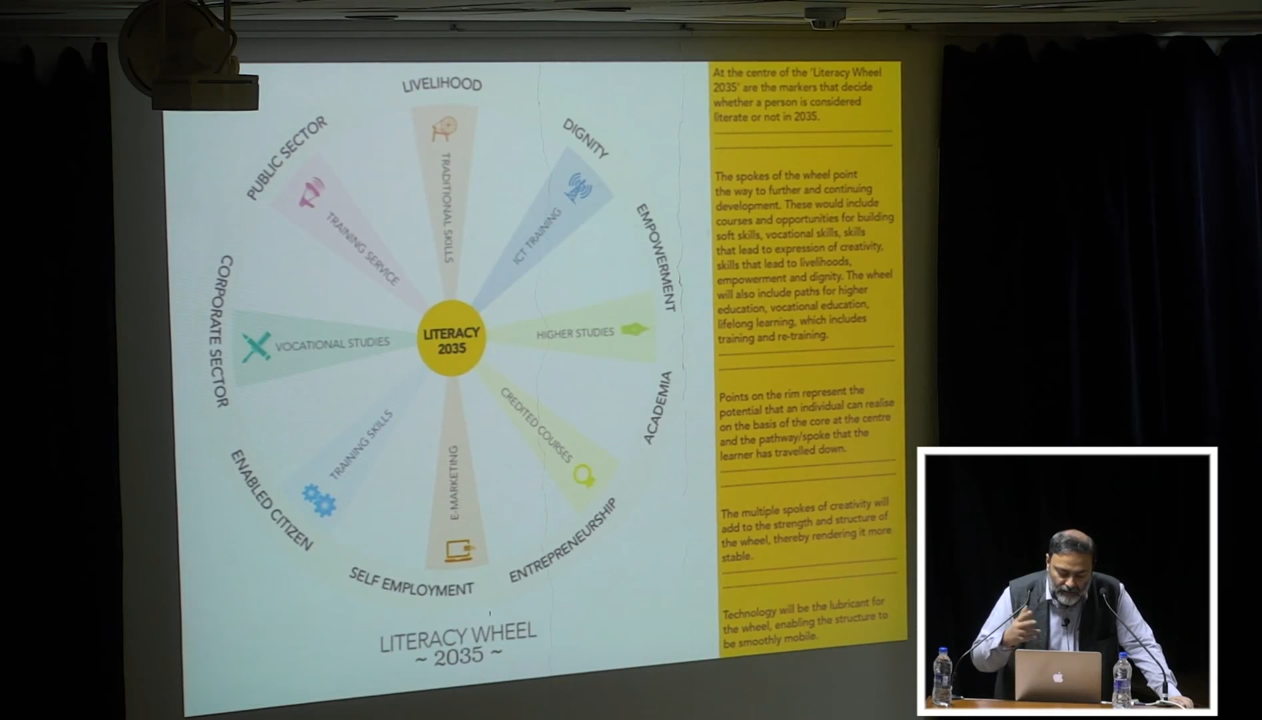 LIVELIHOOD
DIGNITY
EMPOWERMENT
ACADEMIA
ENTREPRENEURSHIP
SELF EMPLOYMENT
ENABLED CITIZEN
CORPORATE SECTOR
PUBLIC SECTOR
TRADITIONAL SKILLS
ICT TRAINING
HIGHER STUDIES
CREDITED COURSES
E-MARKETING
TRAINING SKILLS
VOCATIONAL STUDIES
TRAINING SERVICE
LITERACY
2035
LITERACY WHEEL
~ 2035 ~
At the centre of the 'Literacy Wheel
2035' are the markers that decide
whether a person is considered
literate or not in 2035.
The spokes of the wheel point
the way to further and continuing
development. These would include
courses and opportunities for building
soft skills, vocational skills, skills
that lead to expression of creativity,
skills that lead to livelihoods,
empowerment and dignity. The wheel
will also include paths for higher
education, vocational education,
lifelong learning, which includes
training and re-training.
Points on the rim represent the
potential that an individual can realise
on the basis of the core at the centre
and the pathway/spoke that the
learner has travelled down.
The multiple spokes of creativity will
add to the strength and structure of
the wheel, thereby rendering it more
stable.
Technology will be the lubricant for
the wheel, enabling the structure to
be smoothly mobile.